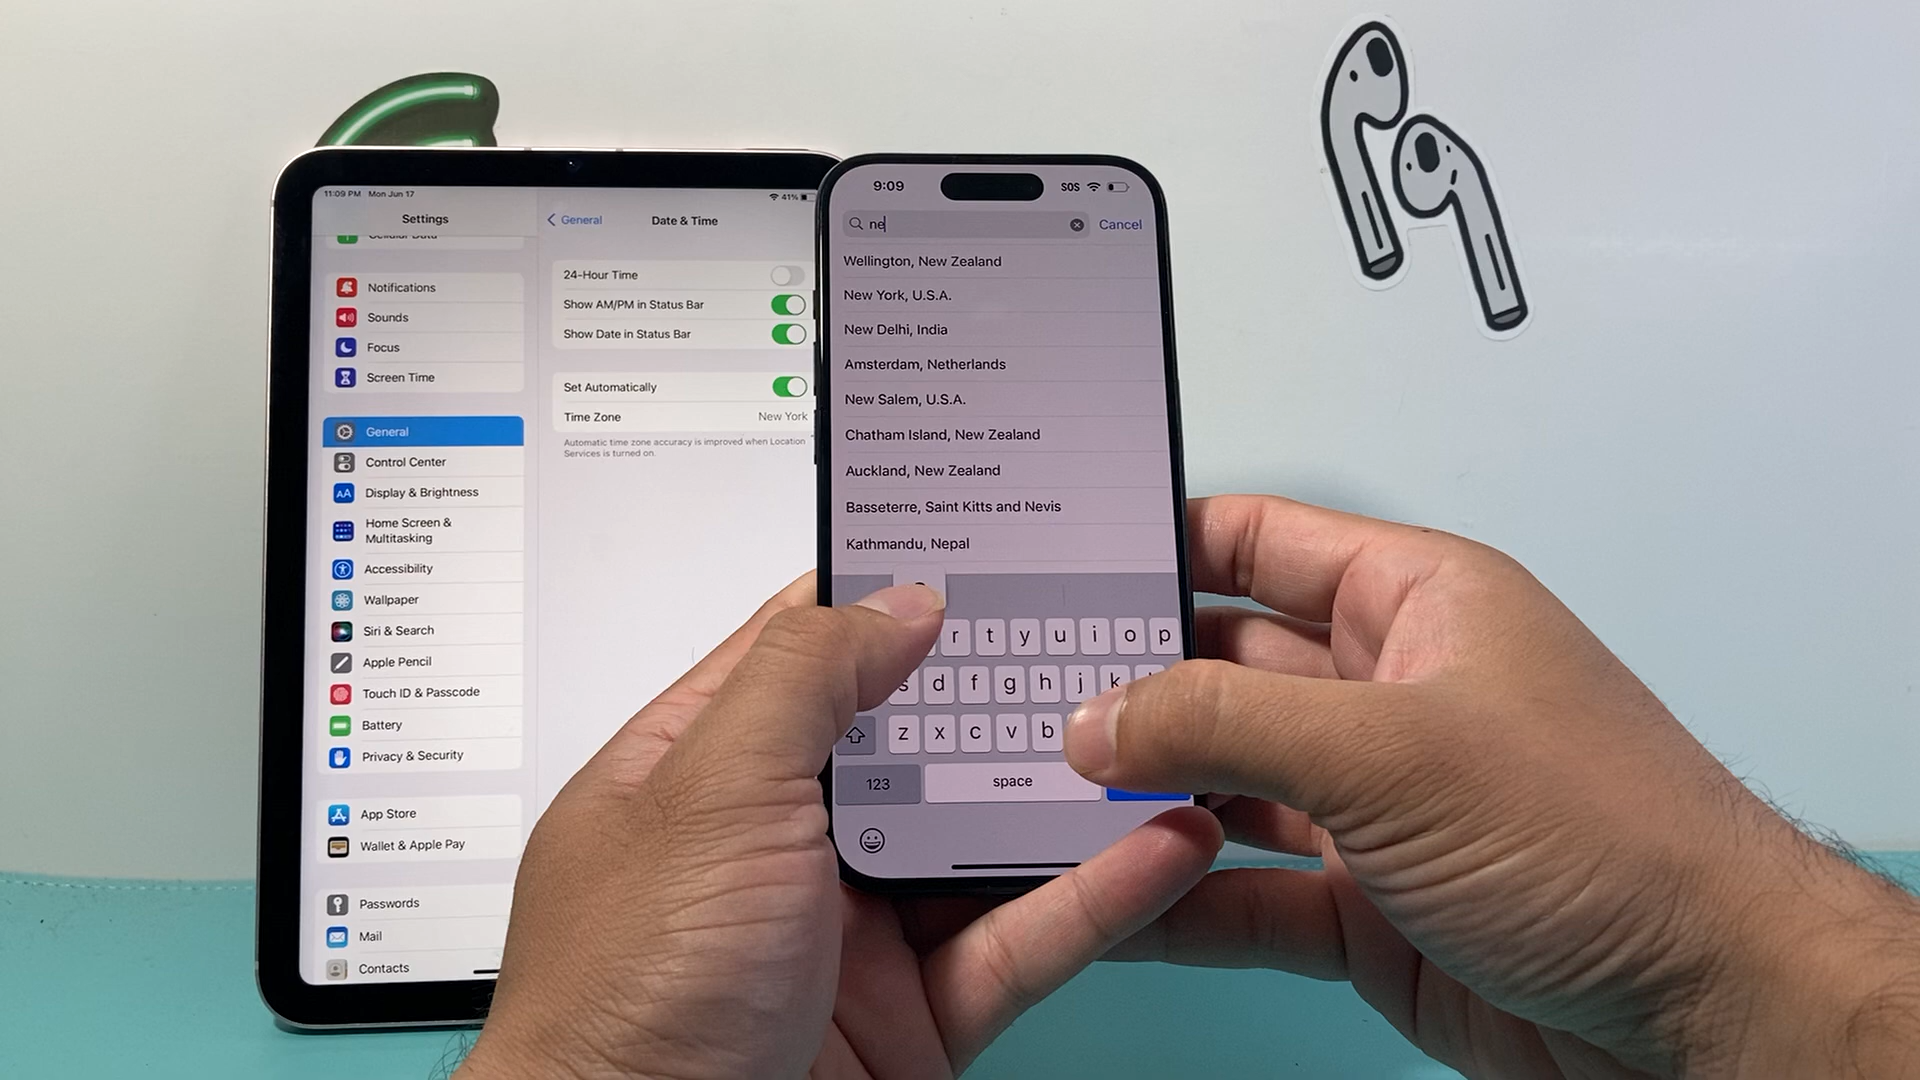 11:09 PM Mon Jun 17
41%
Settings
Cellular Data
Notifications
Sounds
Focus
Screen Time
General
Control Center
Display & Brightness
Home Screen &
Multitasking
Accessibility
Wallpaper
Siri & Search
Apple Pencil
Touch ID & Passcode
Battery
Privacy & Security
App Store
Wallet & Apple Pay
Passwords
Mail
Contacts
General
Date & Time
24-Hour Time
Show AM/PM in Status Bar
Show Date in Status Bar
Set Automatically
Time Zone New York
Automatic time zone accuracy is improved when Location
Services is turned on.
9:09 SOS
ne Cancel
Wellington, New Zealand
New York, U.S.A.
New Delhi, India
Amsterdam, Netherlands
New Salem, U.S.A.
Chatham Island, New Zealand
Auckland, New Zealand
Basseterre, Saint Kitts and Nevis
Kathmandu, Nepal
r t y u i o p
s d f g h j k
z x c v b
123 space